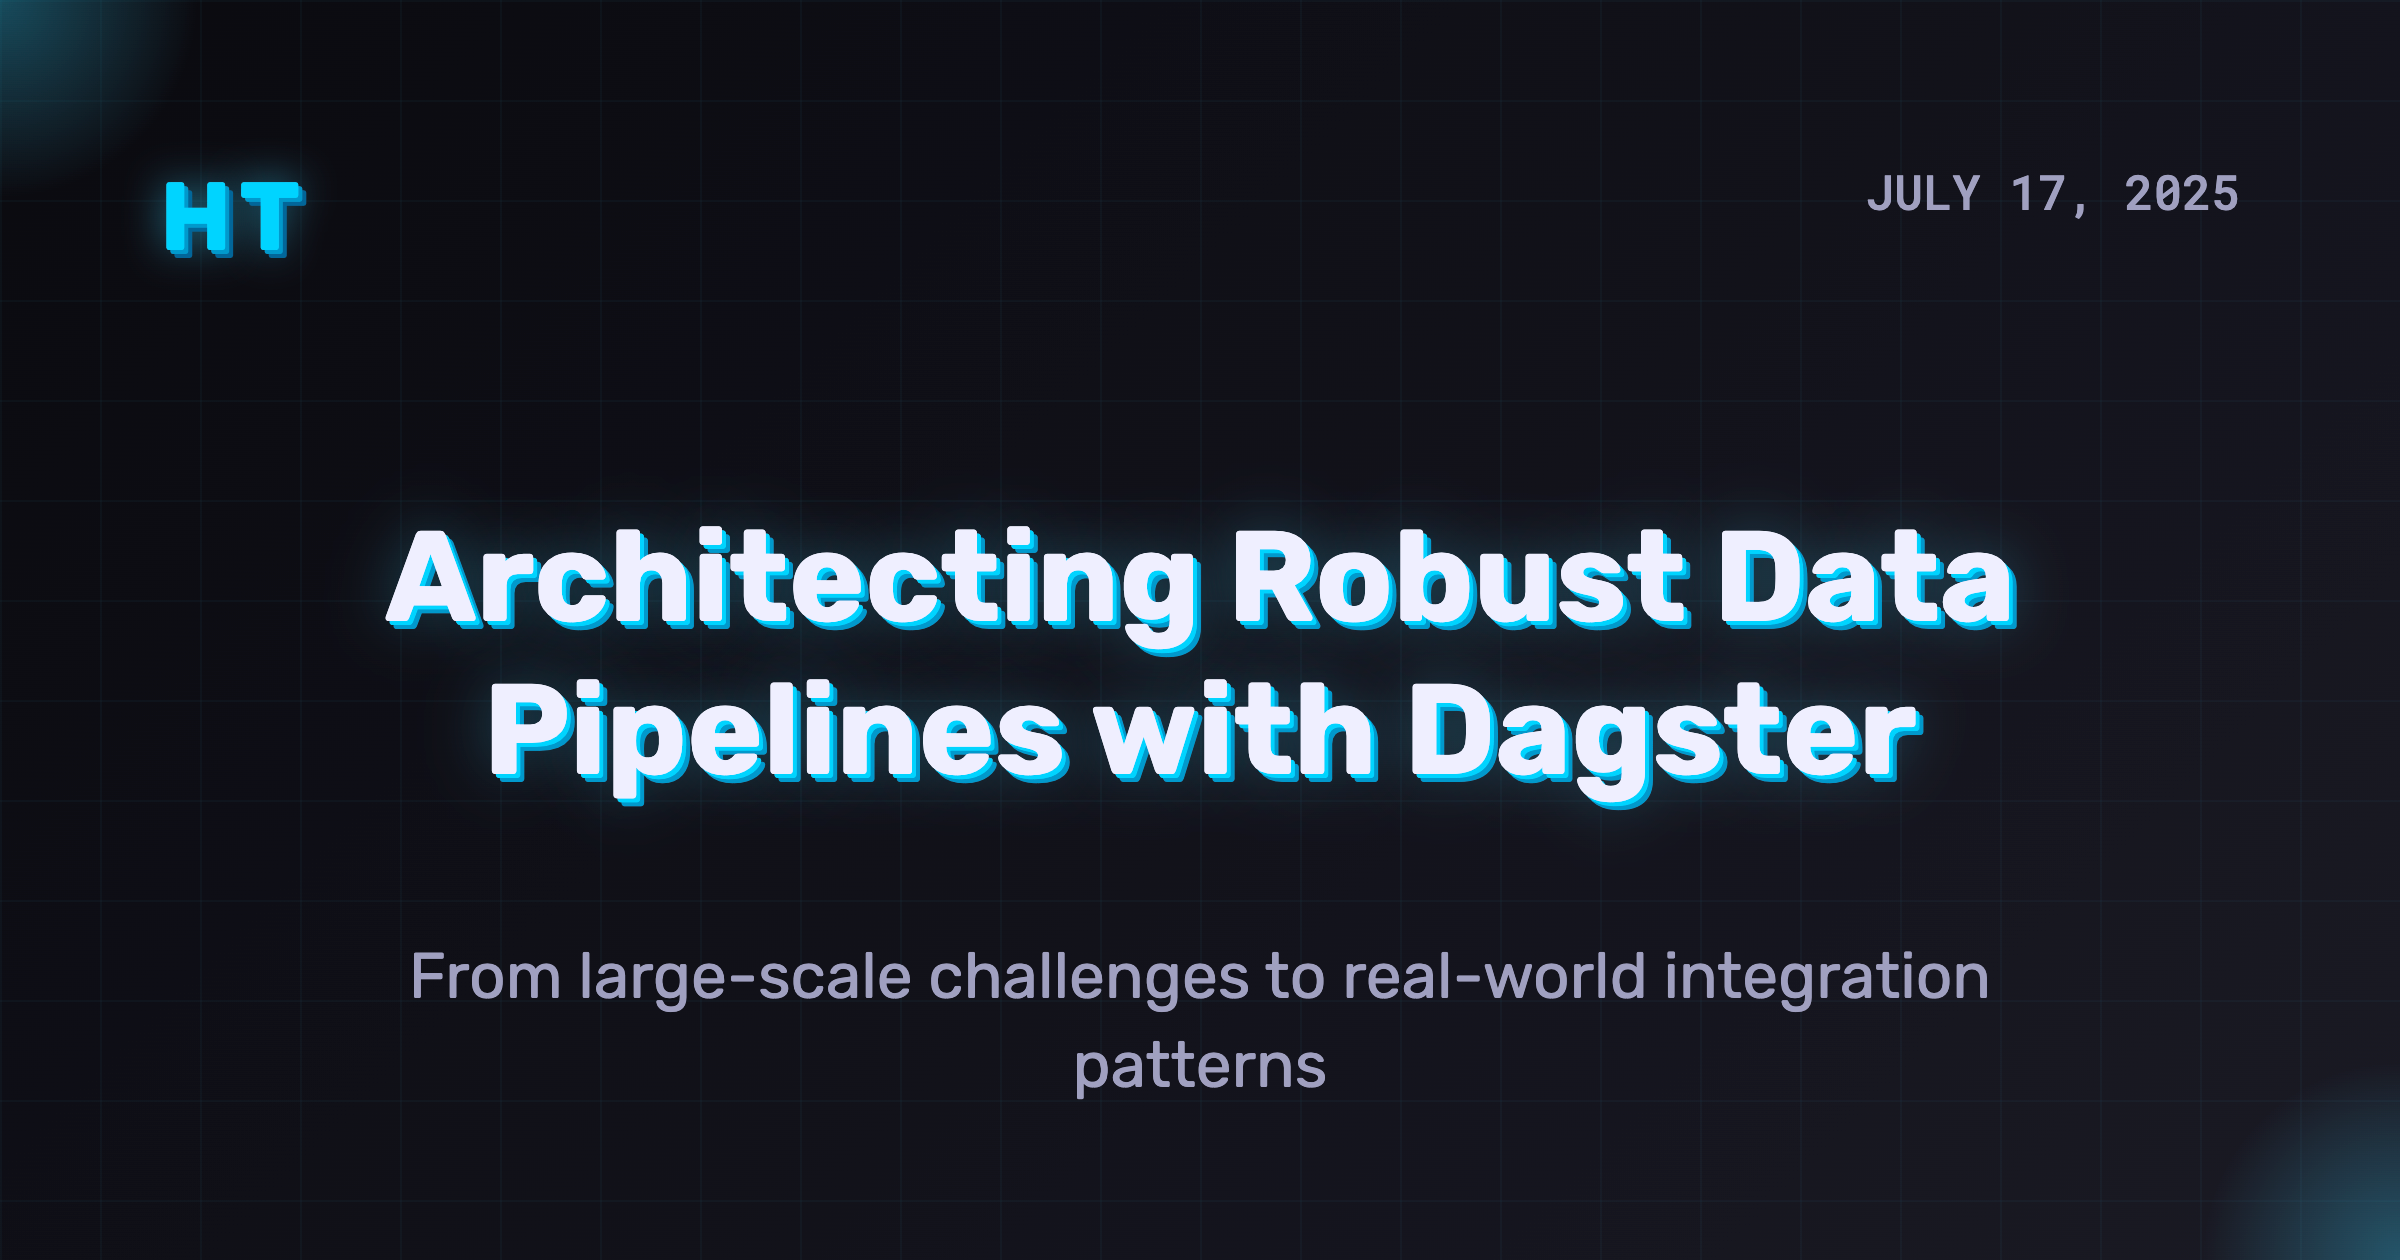 HT
JULY 17, 2025
Architecting Robust Data
Pipelines with Dagster
From large-scale challenges to real-world integration
patterns